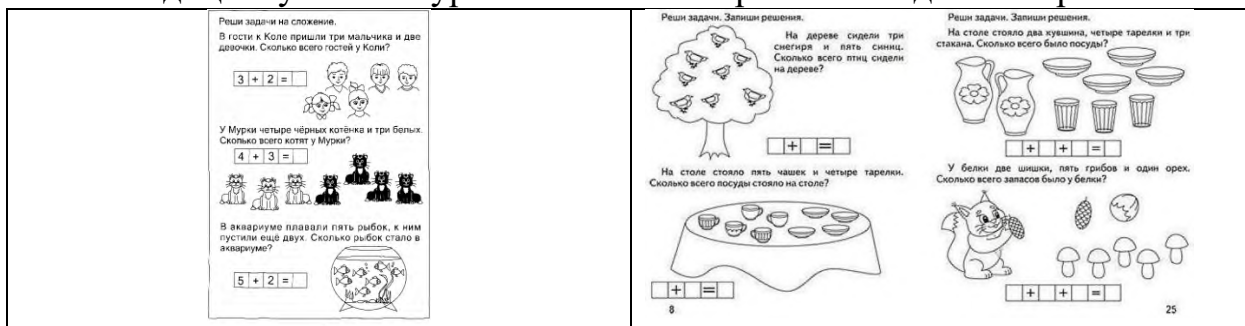 Реши задачи на сложение.
В гости к Коле пришли три мальчика и две
девочки. Сколько всего гостей у Коли?
3 + 2 =
У Мурки четыре чёрных котёнка и три белых.
Сколько котят у Мурки?
4 + 3 =
В аквариуме плавали пять рыбок, к ним
пустили ещё двух. Сколько рыбок стало в
аквариуме?
5 + 2 =
Реши задачи. Запиши решения.
На дереве сидели три
снегиря и пять синиц.
Сколько всего птиц сидели
на дереве?
+ =
На столе стояло пять чашек и четыре тарелки.
Сколько всего посуды стояло на столе?
+ =
8
Реши задачи. Запиши решения.
На столе стояло два кувшина, четыре тарелки и три
стакана. Сколько всего было посуды?
+ + =
У белки две шишки, пять грибов и один орех.
Сколько всего запасов было у белки?
+ + =
25